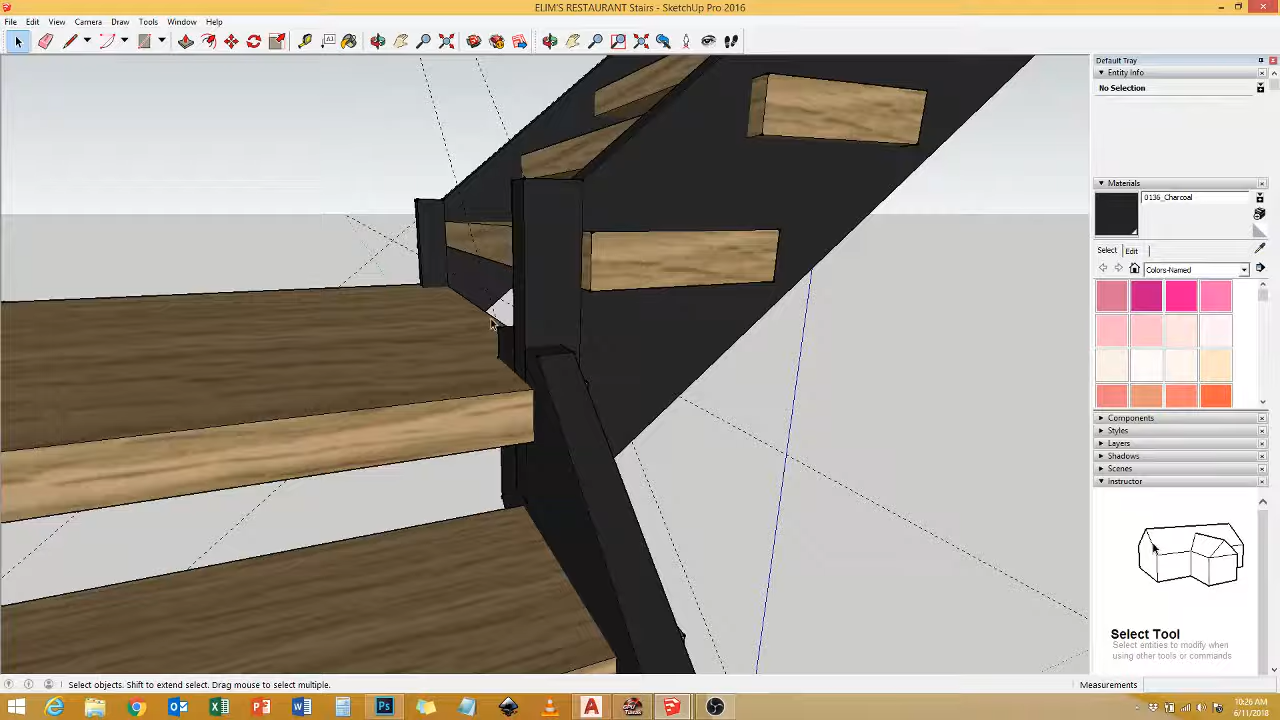 ELIM'S RESTAURANT Stairs - SketchUp Pro 2016
File Edit View Camera Draw Tools Window Help
Default Tray
Entity Info
No Selection
Materials
0136_Charcoal
Select Edit
Colors-Named
Components
Styles
Layers
Shadows
Scenes
Instructor
Select Tool
Select entities to modify when
using other tools or commands
Select objects. Shift to extend select. Drag mouse to select multiple.
Measurements
10:26 AM
6/11/2018